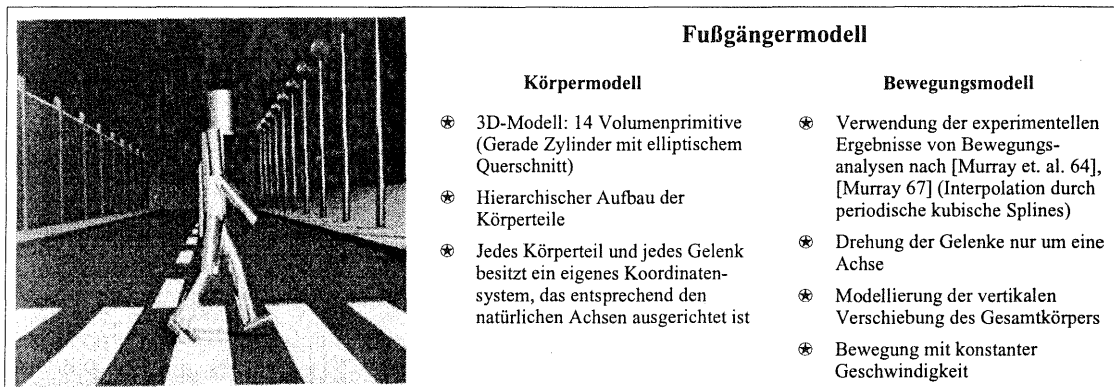 Fußgängermodell
Körpermodell
⍟ 3D-Modell: 14 Volumenprimitive
(Gerade Zylinder mit elliptischem
Querschnitt)
⍟ Hierarchischer Aufbau der
Körperteile
⍟ Jedes Körperteil und jedes Gelenk
besitzt ein eigenes Koordinaten-
system, das entsprechend den
natürlichen Achsen ausgerichtet ist
Bewegungsmodell
⍟ Verwendung der experimentellen
Ergebnisse von Bewegungs-
analysen nach [Murray et. al. 64],
[Murray 67] (Interpolation durch
periodische kubische Splines)
⍟ Drehung der Gelenke nur um eine
Achse
⍟ Modellierung der vertikalen
Verschiebung des Gesamtkörpers
⍟ Bewegung mit konstanter
Geschwindigkeit